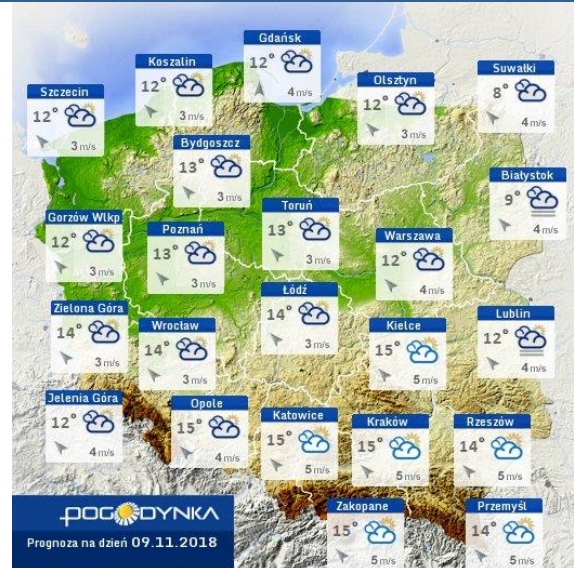 Gdańsk
12°
4 m/s
Koszalin
12°
3 m/s
Suwałki
8°
4 m/s
Olsztyn
12°
3 m/s
Szczecin
12°
3 m/s
Bydgoszcz
13°
3 m/s
Białystok
9°
4 m/s
Toruń
13°
3 m/s
Gorzów Wlkp
12°
3 m/s
Poznań
13°
3 m/s
Warszawa
12°
4 m/s
Łódź
14°
3 m/s
Zielona Góra
14°
3 m/s
Wrocław
14°
3 m/s
Kielce
15°
5 m/s
Lublin
12°
4 m/s
Jelenia Góra
12°
4 m/s
Opole
15°
4 m/s
Katowice
15°
5 m/s
Kraków
15°
5 m/s
Rzeszów
14°
5 m/s
Zakopane
15°
5 m/s
Przemyśl
14°
5 m/s
POGODYNKA
Prognoza na dzień 09.11.2018